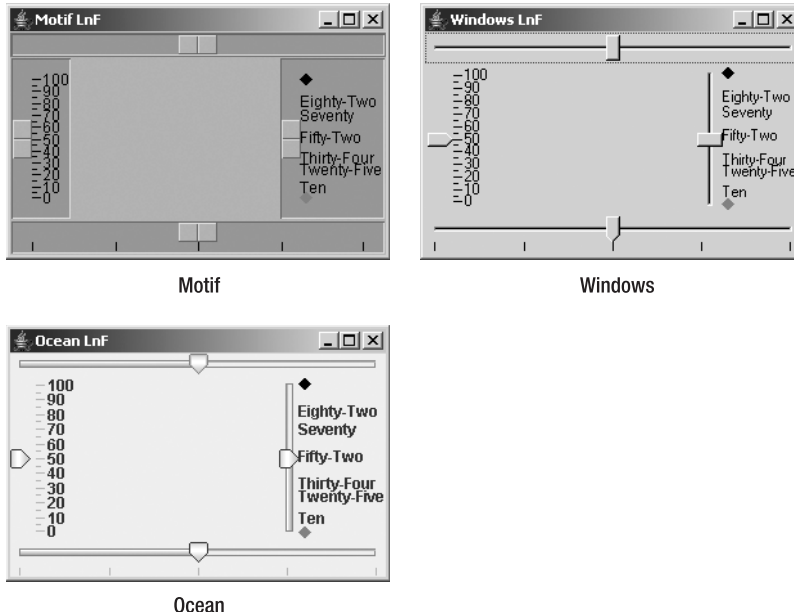 Motif LnF
100
90
80
70
60
50
40
30
20
10
0
Eighty-Two
Seventy
Fifty-Two
Thirty-Four
Twenty-Five
Ten
Motif
Windows LnF
100
90
80
70
60
50
40
30
20
10
0
Eighty-Two
Seventy
Fifty-Two
Thirty-Four
Twenty-Five
Ten
Windows
Ocean LnF
100
90
80
70
60
50
40
30
20
10
0
Eighty-Two
Seventy
Fifty-Two
Thirty-Four
Twenty-Five
Ten
Ocean